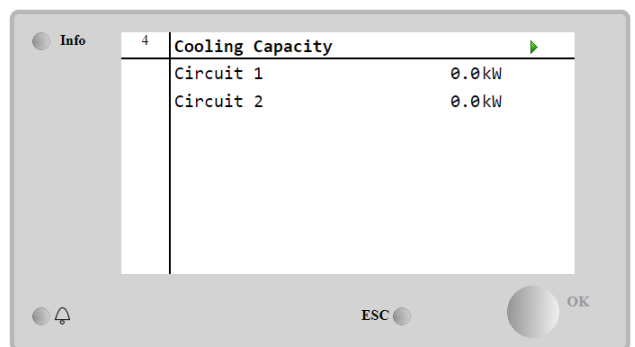 Info
4 Cooling Capacity
Circuit 1 0.0kW
Circuit 2 0.0kW
ESC
OK